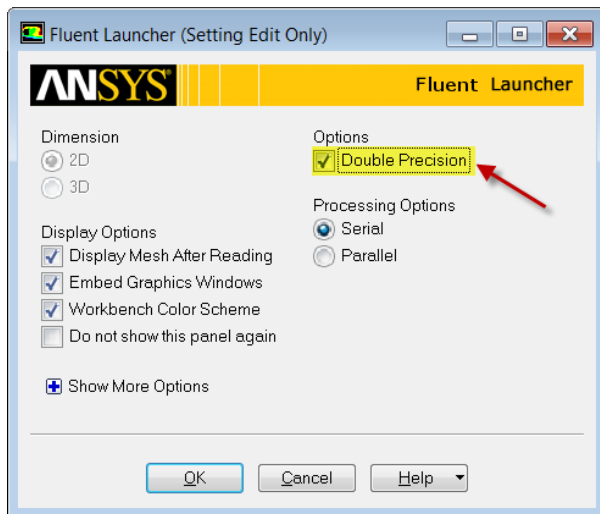 Fluent Launcher (Setting Edit Only)
ANSYS
Fluent Launcher
Dimension
2D
3D
Display Options
Display Mesh After Reading
Embed Graphics Windows
Workbench Color Scheme
Do not show this panel again
Show More Options
Options
Double Precision
Processing Options
Serial
Parallel
OK
Cancel
Help